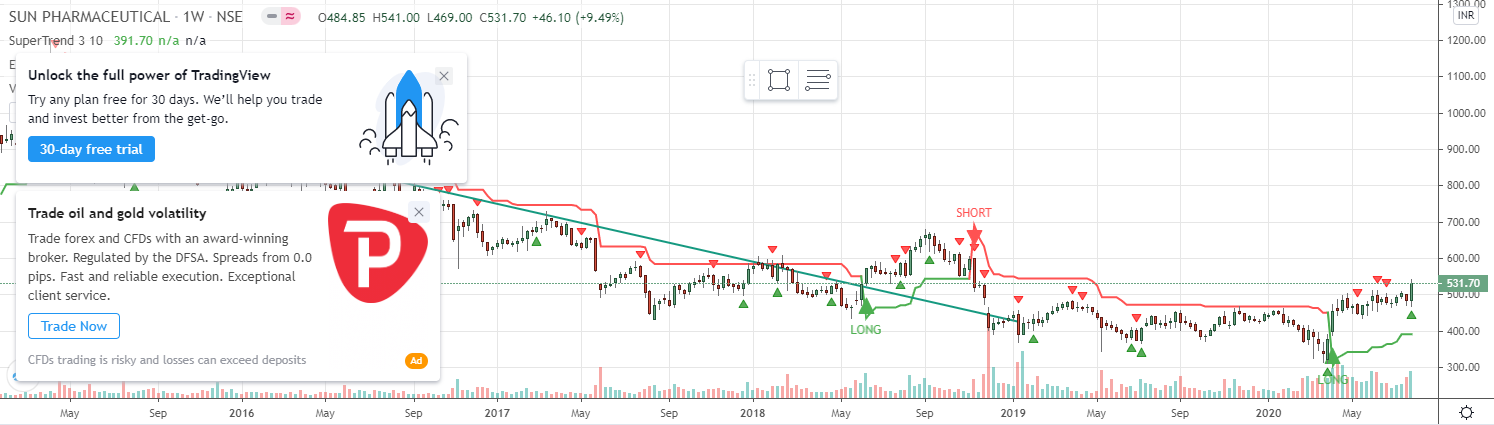 SUN PHARMACEUTICAL · 1W · NSE
O484.85 H541.00 L469.00 C531.70 +46.10 (+9.49%)
SuperTrend 3 10 391.70 n/a n/a
E
V
Unlock the full power of TradingView
Try any plan free for 30 days. We'll help you trade
and invest better from the get-go.
30-day free trial
Trade oil and gold volatility
Trade forex and CFDs with an award-winning
broker. Regulated by the DFSA. Spreads from 0.0
pips. Fast and reliable execution. Exceptional
client service.
Trade Now
CFDs trading is risky and losses can exceed deposits
Ad
P
SHORT
LONG
LONG
1300.00
INR
1200.00
1100.00
1000.00
900.00
800.00
700.00
600.00
531.70
500.00
400.00
300.00
May Sep 2016 May Sep 2017 May Sep 2018 May Sep 2019 May Sep 2020 May